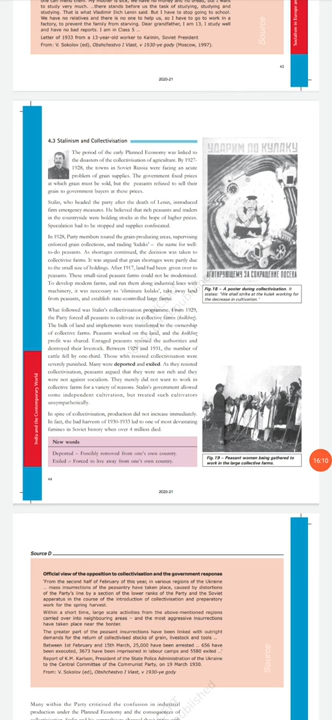 to study very much. ...there stands before us the task of studying, studying and
studying. That is what Vladimir Ilich Lenin said. But I have to stop going to school.
We have no relatives and there is no one to help us, so I have to go to work in a
factory, to prevent the family from starving. Dear grandfather, I am 13, I study well
and have no bad reports. I am in Class 5 ...
Letter of 1933 from a 13-year-old worker to Kalinin, Soviet President
From: V. Sokolov (ed), Obshchestvo I Vlast, v 1930-ye gody (Moscow, 1997).
Source
Socialism in Europe and
43
2020-21
4.3 Stalinism and Collectivisation
The period of the early Planned Economy was linked to
the disasters of the collectivisation of agriculture. By 1927-
1928, the towns in Soviet Russia were facing an acute
problem of grain supplies. The government fixed prices
at which grain must be sold, but the peasants refused to sell their
grain to government buyers at these prices.
Stalin, who headed the party after the death of Lenin, introduced
firm emergency measures. He believed that rich peasants and traders
in the countryside were holding stocks in the hope of higher prices.
Speculation had to be stopped and supplies confiscated.
In 1928, Party members toured the grain-producing areas, supervising
enforced grain collections, and raiding 'kulaks' – the name for well-
to-do peasants. As shortages continued, the decision was taken to
collectivise farms. It was argued that grain shortages were partly due
to the small size of holdings. After 1917, land had been given over to
peasants. These small-sized peasant farms could not be modernised.
To develop modern farms, and run them along industrial lines with
machinery, it was necessary to 'eliminate kulaks', take away land
from peasants, and establish state-controlled large farms.
What followed was Stalin's collectivisation programme. From 1929,
the Party forced all peasants to cultivate in collective farms (kolkhoz).
The bulk of land and implements were transferred to the ownership
of collective farms. Peasants worked on the land, and the kolkhoz
profit was shared. Enraged peasants resisted the authorities and
destroyed their livestock. Between 1929 and 1931, the number of
cattle fell by one-third. Those who resisted collectivisation were
severely punished. Many were deported and exiled. As they resisted
collectivisation, peasants argued that they were not rich and they
were not against socialism. They merely did not want to work in
collective farms for a variety of reasons. Stalin's government allowed
some independent cultivation, but treated such cultivators
unsympathetically.
In spite of collectivisation, production did not increase immediately.
In fact, the bad harvests of 1930-1933 led to one of most devastating
famines in Soviet history when over 4 million died.
New words
Deported – Forcibly removed from one's own country.
Exiled – Forced to live away from one's own country.
УДАРИМ ПО КУЛАКУ
АГИТИРУЮЩЕМУ ЗА СОКРАЩЕНИЕ ПОСЕВА
Fig.18 – A poster during collectivisation. It
states: 'We shall strike at the kulak working for
the decrease in cultivation.'
Fig.19 – Peasant women being gathered to
work in the large collective farms.
India and the Contemporary World
44
2020-21
16:10
Source D
Official view of the opposition to collectivisation and the government response
'From the second half of February of this year, in various regions of the Ukraine
... mass insurrections of the peasantry have taken place, caused by distortions
of the Party's line by a section of the lower ranks of the Party and the Soviet
apparatus in the course of the introduction of collectivisation and preparatory
work for the spring harvest.
Within a short time, large scale activities from the above-mentioned regions
carried over into neighbouring areas – and the most aggressive insurrections
have taken place near the border.
The greater part of the peasant insurrections have been linked with outright
demands for the return of collectivised stocks of grain, livestock and tools ...
Between 1st February and 15th March, 25,000 have been arrested ... 656 have
been executed, 3673 have been imprisoned in labour camps and 5580 exiled ...'
Report of K.M. Karlson, President of the State Police Administration of the Ukraine
to the Central Committee of the Communist Party, on 19 March 1930.
From: V. Sokolov (ed), Obshchestvo I Vlast, v 1930-ye gody
Source
Many within the Party criticised the confusion in industrial
production under the Planned Economy and the consequences of